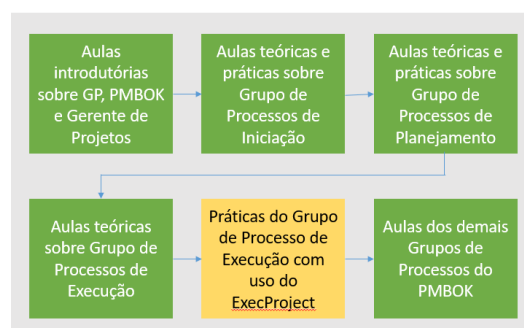 Aulas
introdutórias
sobre GP, PMBOK
e Gerente de
Projetos
Aulas teóricas e
práticas sobre
Grupo de
Processos de
Iniciação
Aulas teóricas e
práticas sobre
Grupo de
Processos de
Planejamento
Aulas teóricas
sobre Grupo de
Processos de
Execução
Práticas do Grupo
de Processo de
Execução com
uso do
ExecProject
Aulas dos demais
Grupos de
Processos do
PMBOK